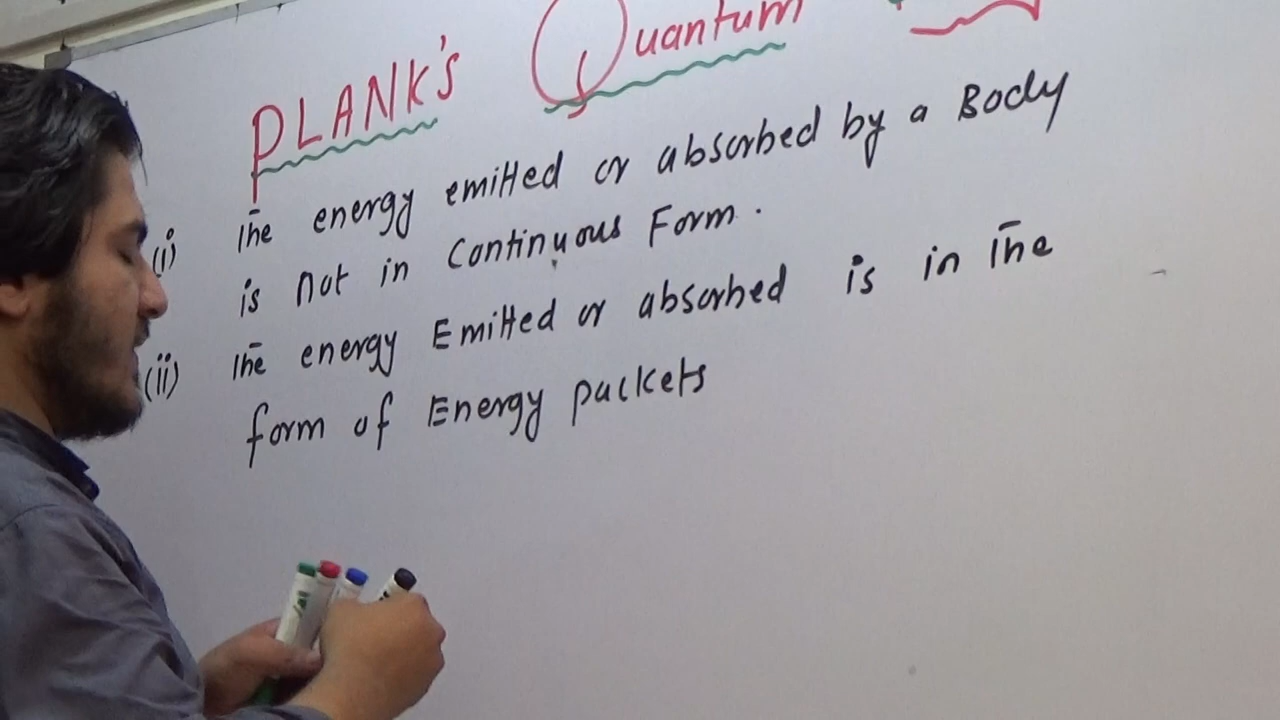 PLANK's Quantum
(i) The energy emitted or absorbed by a Body
is not in Continuous Form.
(ii) The energy Emitted or absorbed is in The
form of Energy packets